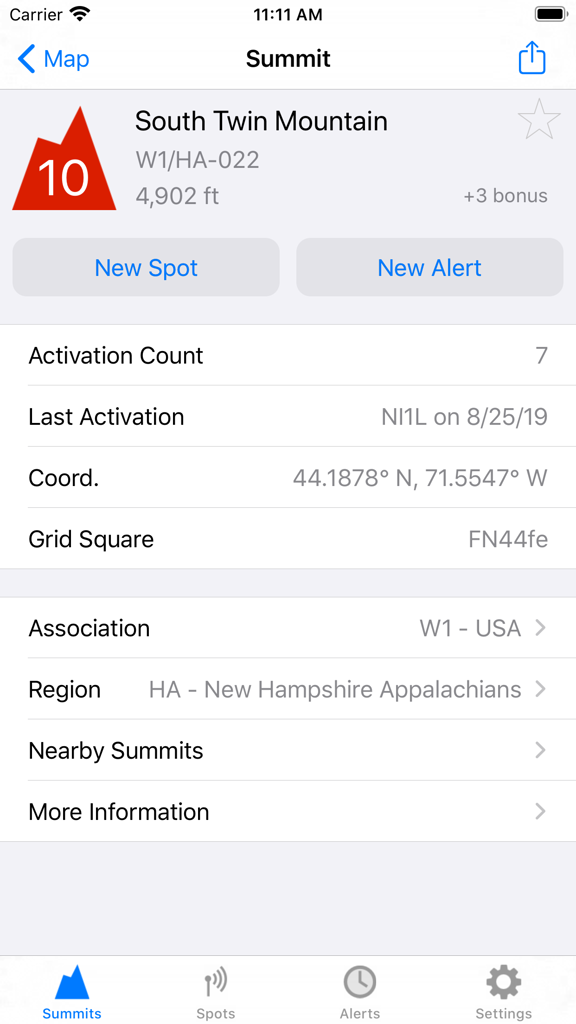 Carrier 11:11 AM
Map Summit
South Twin Mountain
10
W1/HA-022
4,902 ft +3 bonus
New Spot New Alert
Activation Count 7
Last Activation NI1L on 8/25/19
Coord. 44.1878° N, 71.5547° W
Grid Square FN44fe
Association W1 - USA
Region HA - New Hampshire Appalachians
Nearby Summits
More Information
Summits Spots Alerts Settings